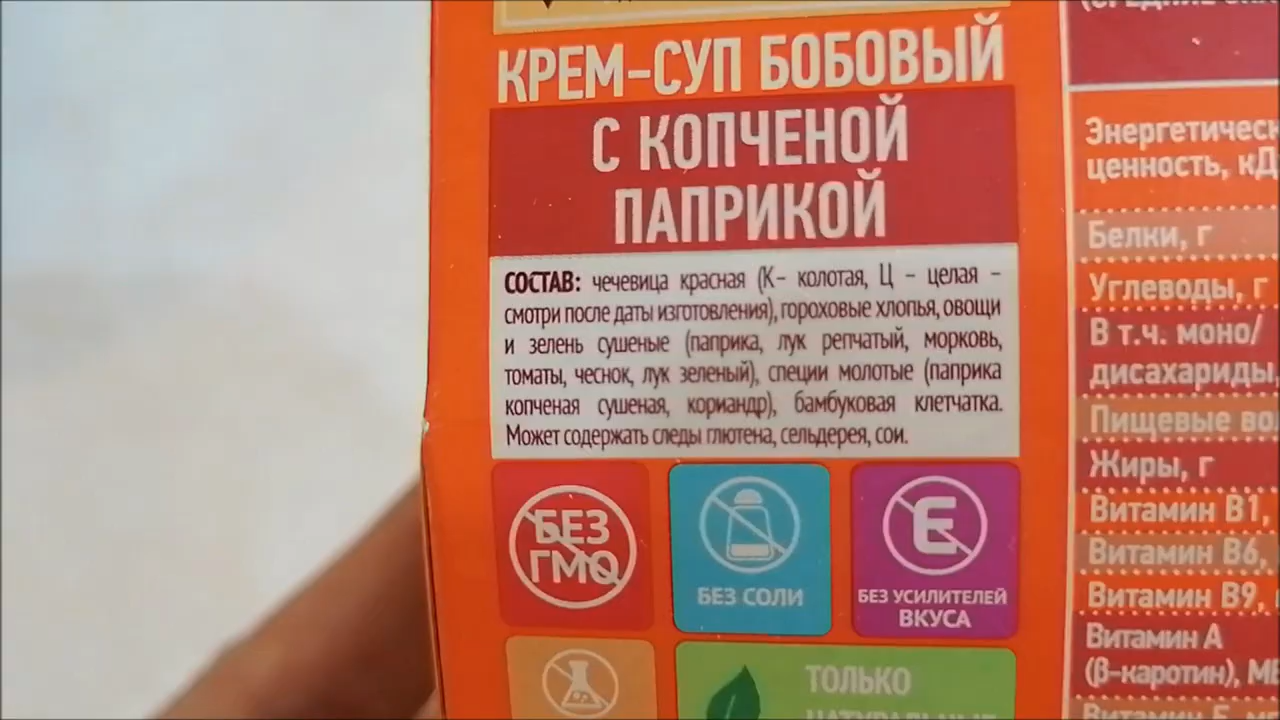 КРЕМ-СУП БОБОВЫЙ
С КОПЧЕНОЙ
ПАПРИКОЙ
СОСТАВ: чечевица красная (К– колотая, Ц – целая –
смотри после даты изготовления), гороховые хлопья, овощи
и зелень сушеные (паприка, лук репчатый, морковь,
томаты, чеснок, лук зеленый), специи молотые (паприка
копченая сушеная, кориандр), бамбуковая клетчатка.
Может содержать следы глютена, сельдерея, сои.
БЕЗ
ГМО
БЕЗ СОЛИ
Е
БЕЗ УСИЛИТЕЛЕЙ
ВКУСА
ТОЛЬКО
Энергетическ
ценность, кД
Белки, г
Углеводы, г
В т.ч. моно/
дисахариды,
Пищевые во
Жиры, г
Витамин В1,
Витамин В6,
Витамин В9,
Витамин А
(β-каротин), МЕ